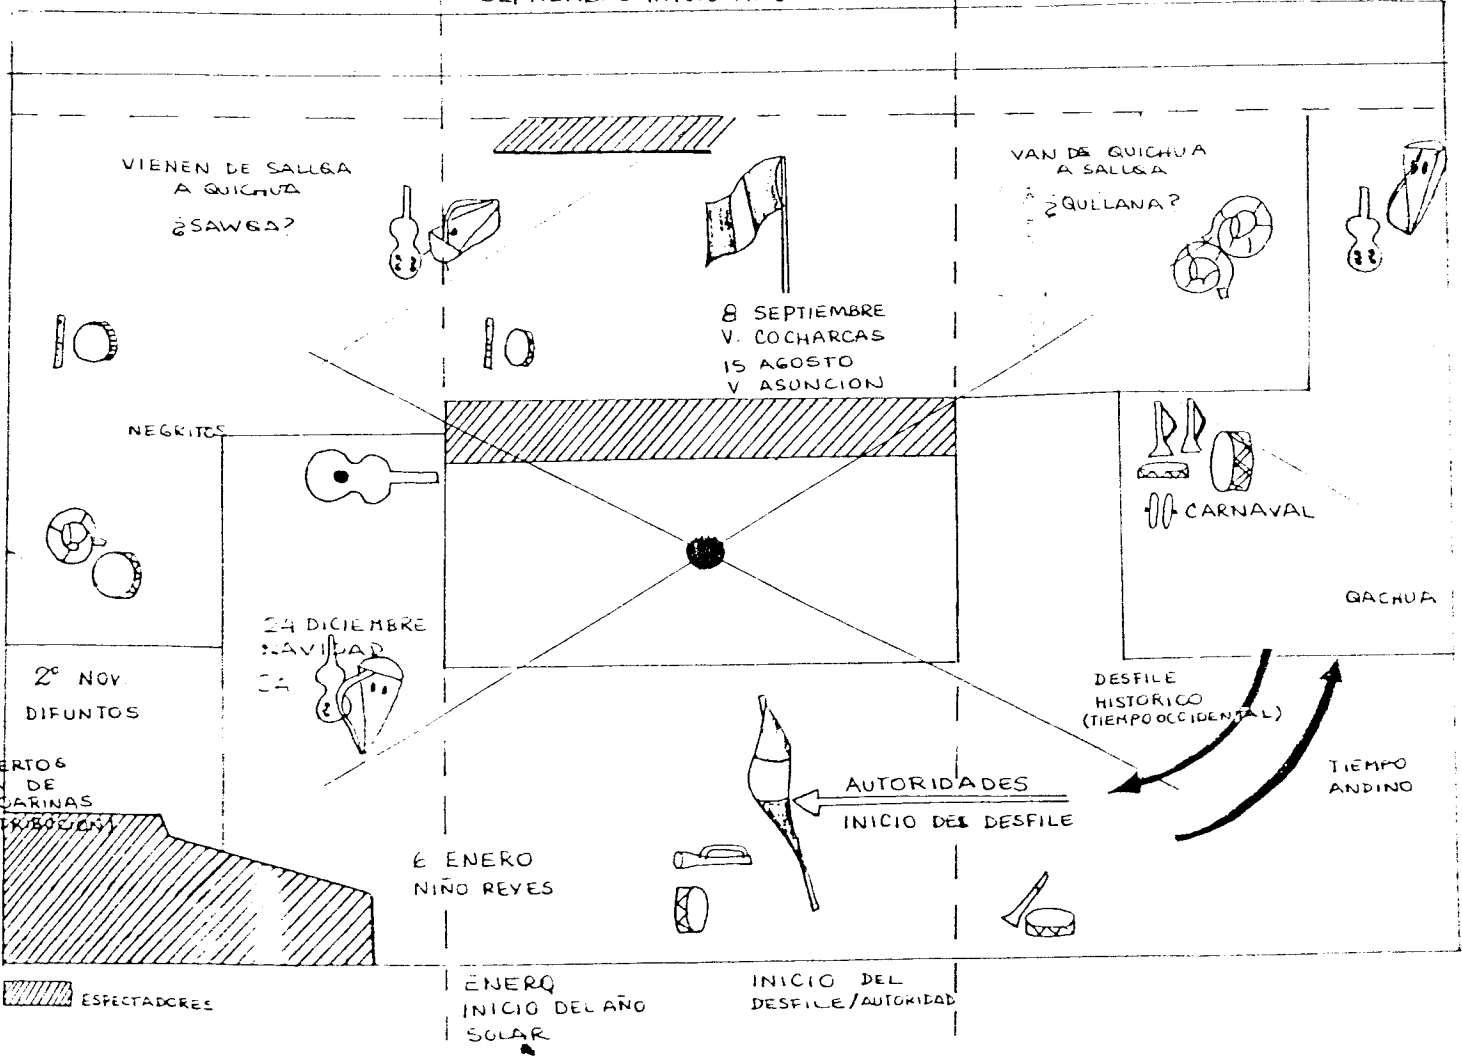 VIENEN DE SALLGA
A QUICHUA
¿SAWGA?
VAN DE QUICHUA
A SALLGA
¿QULLANA?
8 SEPTIEMBRE
V. COCHARCAS
15 AGOSTO
V ASUNCION
NEGRITOS
CARNAVAL
QACHUA
24 DICIEMBRE
NAVIDAD
2º NOV.
DIFUNTOS
DE
DESFILE
HISTORICO
(TIEMPO OCCIDENTAL)
TIEMPO
ANDINO
AUTORIDADES
INICIO DEL DESFILE
6 ENERO
NIÑO REYES
ESPECTADORES
ENERO
INICIO DEL AÑO
SOLAR
INICIO DEL
DESFILE/AUTORIDAD